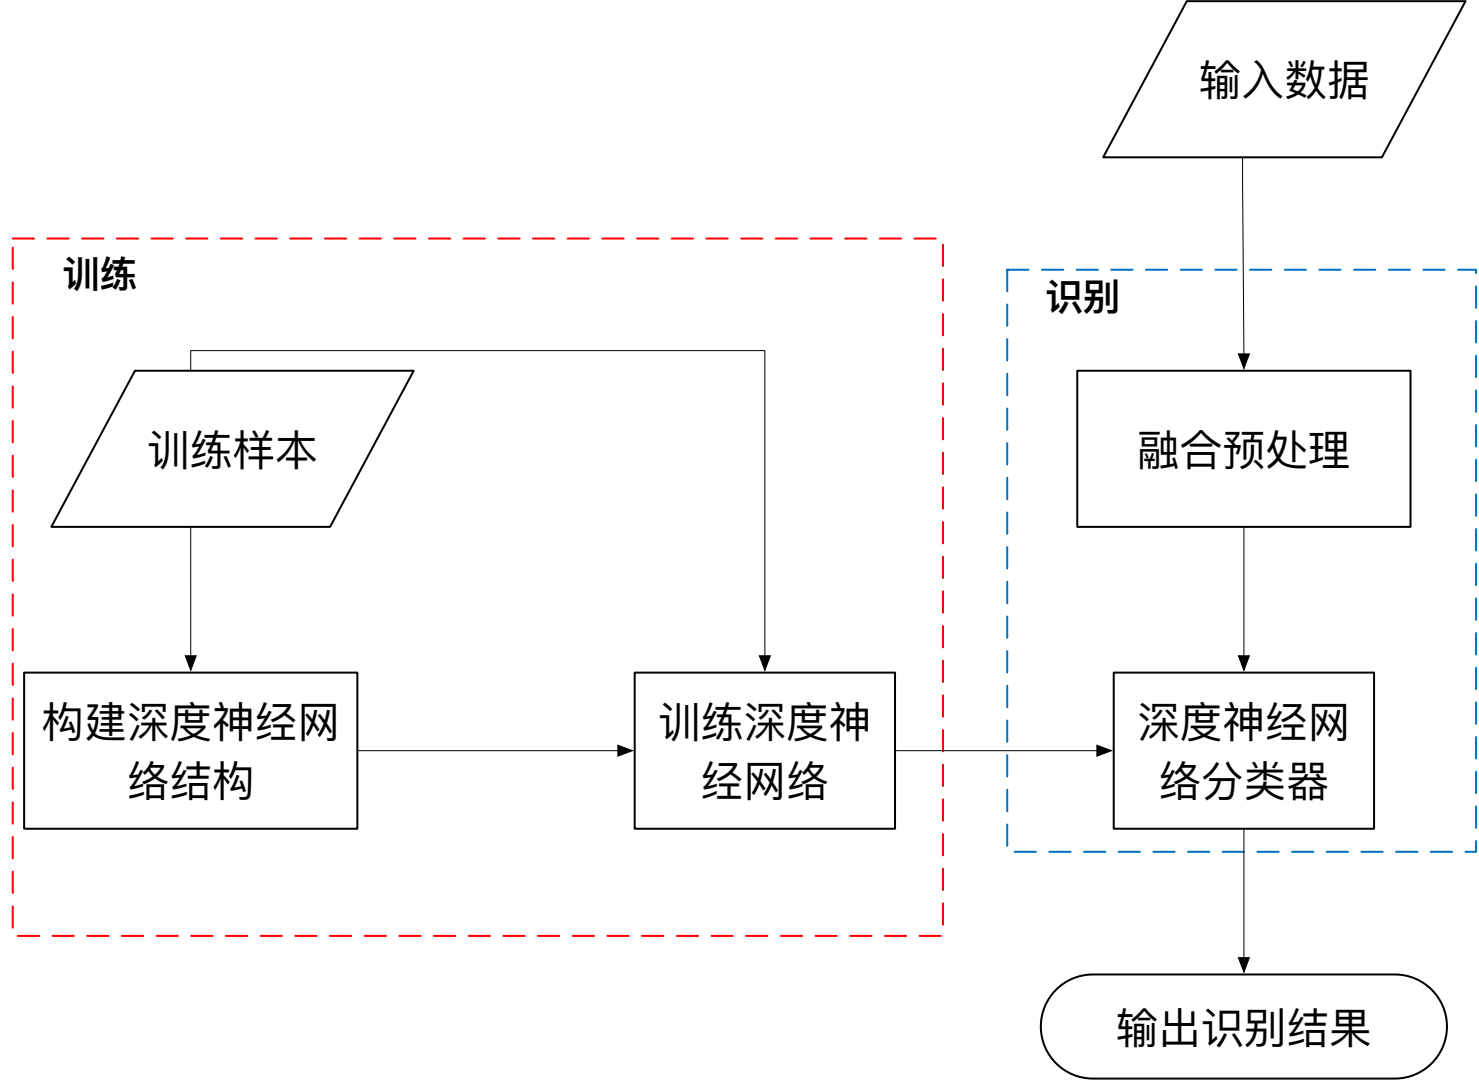 输入数据
训练
识别
训练样本
融合预处理
构建深度神经网
络结构
训练深度神
经网络
深度神经网
络分类器
输出识别结果